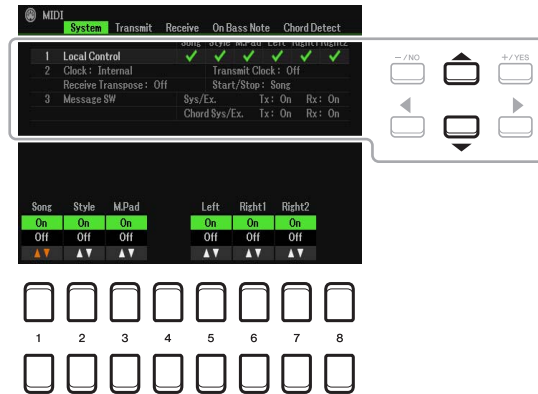 MIDI
System Transmit Receive On Bass Note Chord Detect
Song Style M.Pad Left Right1 Right2
1 Local Control
2 Clock: Internal Transmit Clock: Off
Receive Transpose: Off Start/Stop: Song
3 Message SW Sys/Ex. Tx: On Rx: On
Chord Sys/Ex. Tx: On Rx: On
-/NO +/YES
Song Style M.Pad Left Right1 Right2
On On On On On On
Off Off Off Off Off Off
1 2 3 4 5 6 7 8